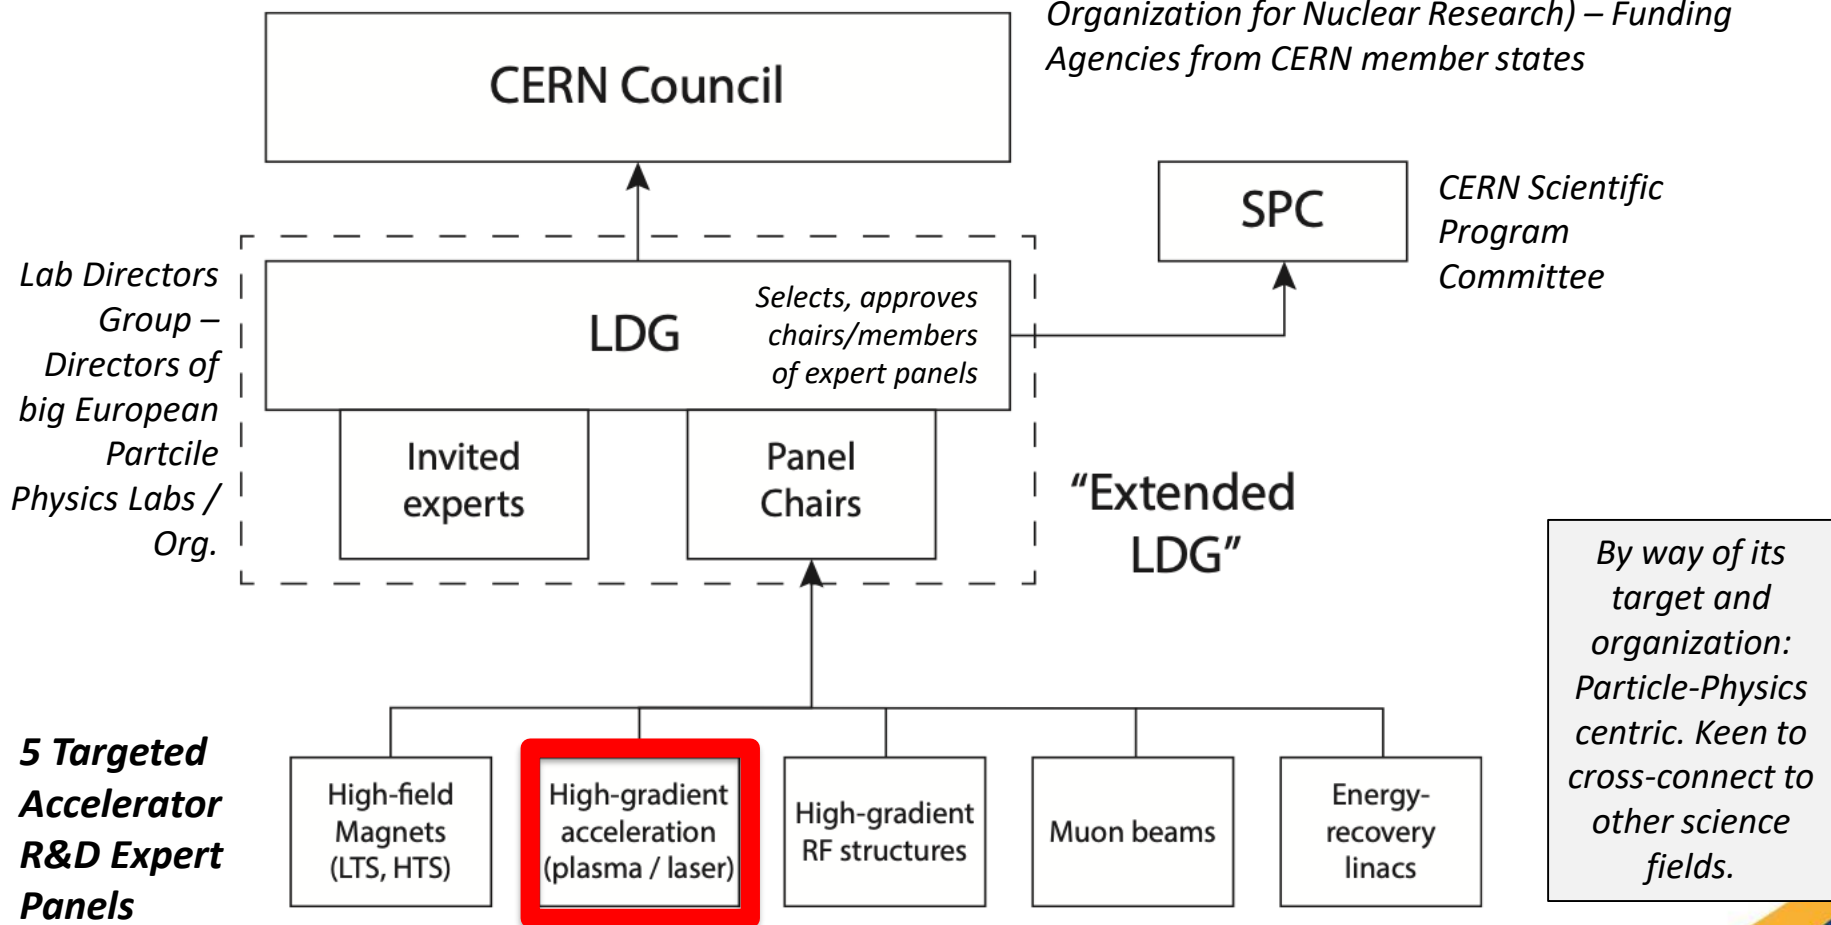 Organization for Nuclear Research) – Funding
Agencies from CERN member states
CERN Council
SPC
CERN Scientific
Program
Committee
Lab Directors
Group –
Directors of
big European
Partcile
Physics Labs /
Org.
LDG
Selects, approves
chairs/members
of expert panels
Invited
experts
Panel
Chairs
“Extended
LDG”
By way of its
target and
organization:
Particle-Physics
centric. Keen to
cross-connect to
other science
fields.
5 Targeted
Accelerator
R&D Expert
Panels
High-field
Magnets
(LTS, HTS)
High-gradient
acceleration
(plasma / laser)
High-gradient
RF structures
Muon beams
Energy-
recovery
linacs